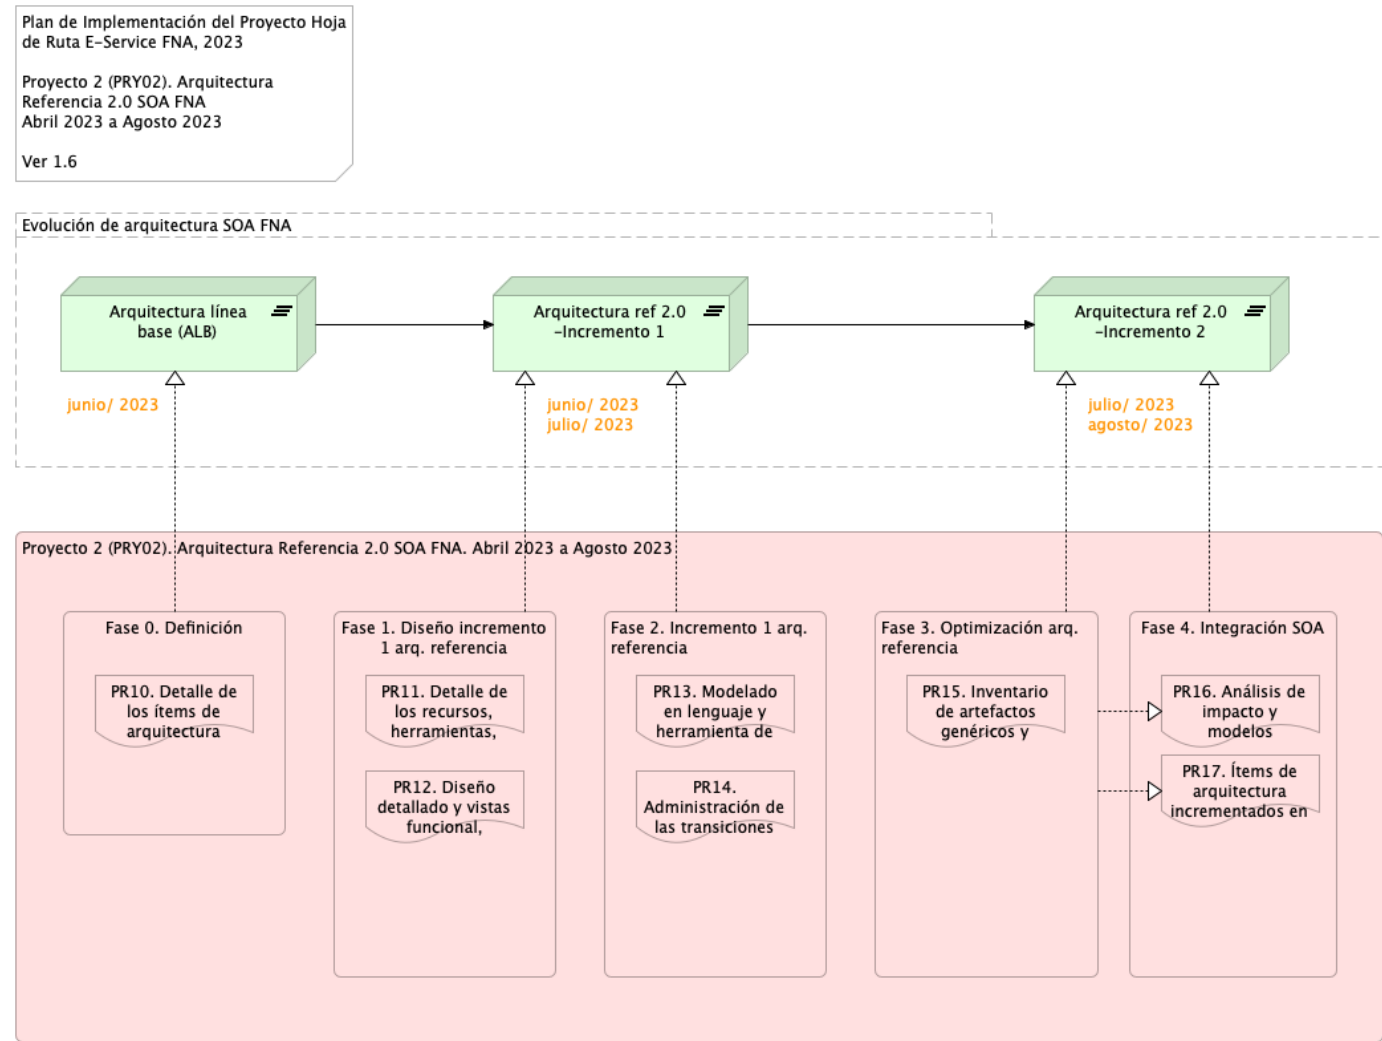 Plan de Implementación del Proyecto Hoja
de Ruta E-Service FNA, 2023
Proyecto 2 (PRY02). Arquitectura
Referencia 2.0 SOA FNA
Abril 2023 a Agosto 2023
Ver 1.6
Evolución de arquitectura SOA FNA
Arquitectura línea
base (ALB)
Arquitectura ref 2.0
-Incremento 1
Arquitectura ref 2.0
-Incremento 2
junio/ 2023
junio/ 2023
julio/ 2023
julio/ 2023
agosto/ 2023
Proyecto 2 (PRY02). Arquitectura Referencia 2.0 SOA FNA. Abril 2023 a Agosto 2023
Fase 0. Definición
PR10. Detalle de
los ítems de
arquitectura
Fase 1. Diseño incremento
1 arq. referencia
PR11. Detalle de
los recursos,
herramientas,
PR12. Diseño
detallado y vistas
funcional,
Fase 2. Incremento 1 arq.
referencia
PR13. Modelado
en lenguaje y
herramienta de
PR14.
Administración de
las transiciones
Fase 3. Optimización arq.
referencia
PR15. Inventario
de artefactos
genéricos y
Fase 4. Integración SOA
PR16. Análisis de
impacto y
modelos
PR17. Ítems de
arquitectura
incrementados en